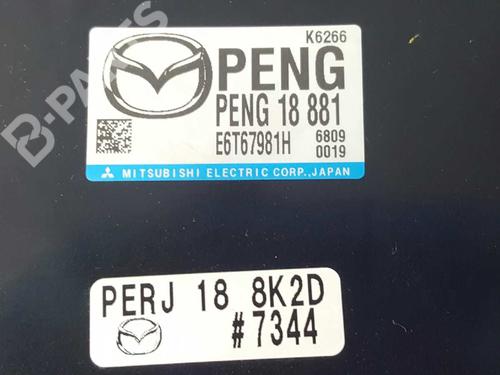 K6266
PENG
PENG 18 881
E6T67981H
6809
0019
MITSUBISHI ELECTRIC CORP., JAPAN
PERJ 18 8K2D
#7344
B-PARTS